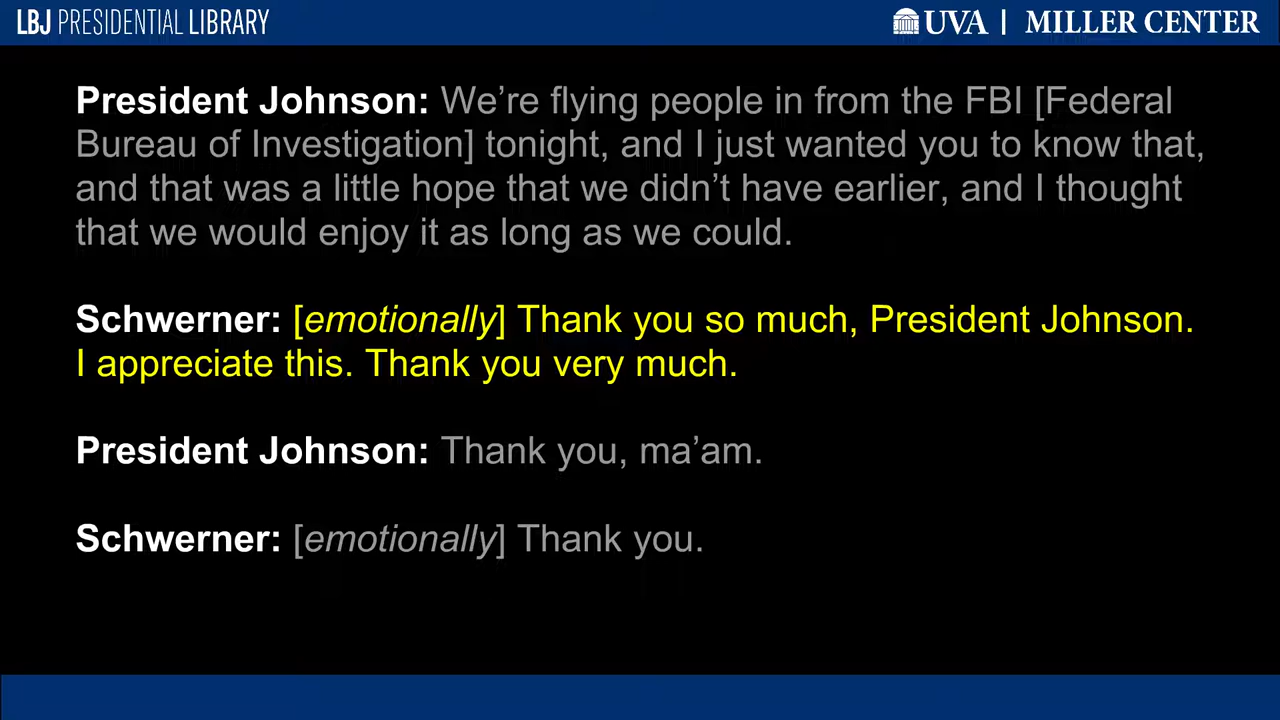 LBJ PRESIDENTIAL LIBRARY
UVA | MILLER CENTER
President Johnson: We’re flying people in from the FBI [Federal
Bureau of Investigation] tonight, and I just wanted you to know that,
and that was a little hope that we didn’t have earlier, and I thought
that we would enjoy it as long as we could.
Schwerner: [emotionally] Thank you so much, President Johnson.
I appreciate this. Thank you very much.
President Johnson: Thank you, ma’am.
Schwerner: [emotionally] Thank you.